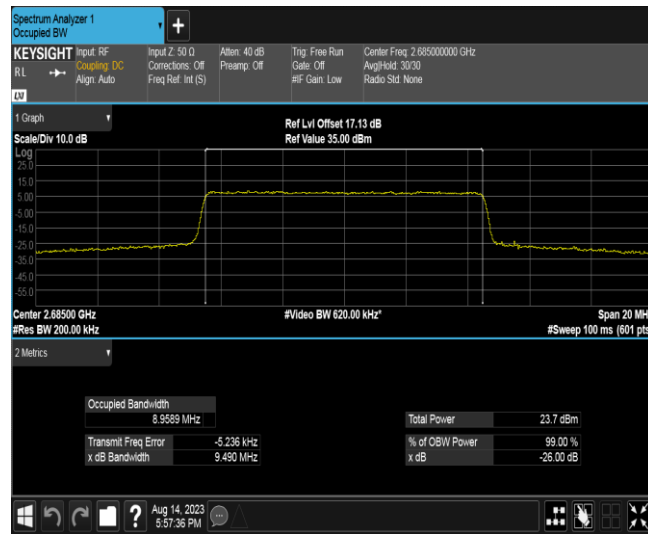 Spectrum Analyzer 1
Occupied BW
+
KEYSIGHT Input: RF Input Z: 50 Ω Atten: 40 dB Trig: Free Run Center Freq: 2.685000000 GHz
RL Coupling: DC Corrections: Off Preamp: Off Gate: Off Avg|Hold: 30/30
Align: Auto Freq Ref: Int (S) #IF Gain: Low Radio Std: None
LXI
1 Graph Ref Lvl Offset 17.13 dB
Scale/Div 10.0 dB Ref Value 35.00 dBm
Log
25.0
15.0
5.00
-5.00
-15.0
-25.0
-35.0
-45.0
-55.0
Center 2.68500 GHz #Video BW 620.00 kHz* Span 20 MH
#Res BW 200.00 kHz #Sweep 100 ms (601 pts
2 Metrics
Occupied Bandwidth
8.9589 MHz Total Power 23.7 dBm
Transmit Freq Error -5.236 kHz % of OBW Power 99.00 %
x dB Bandwidth 9.490 MHz x dB -26.00 dB
? Aug 14, 2023
5:57:36 PM